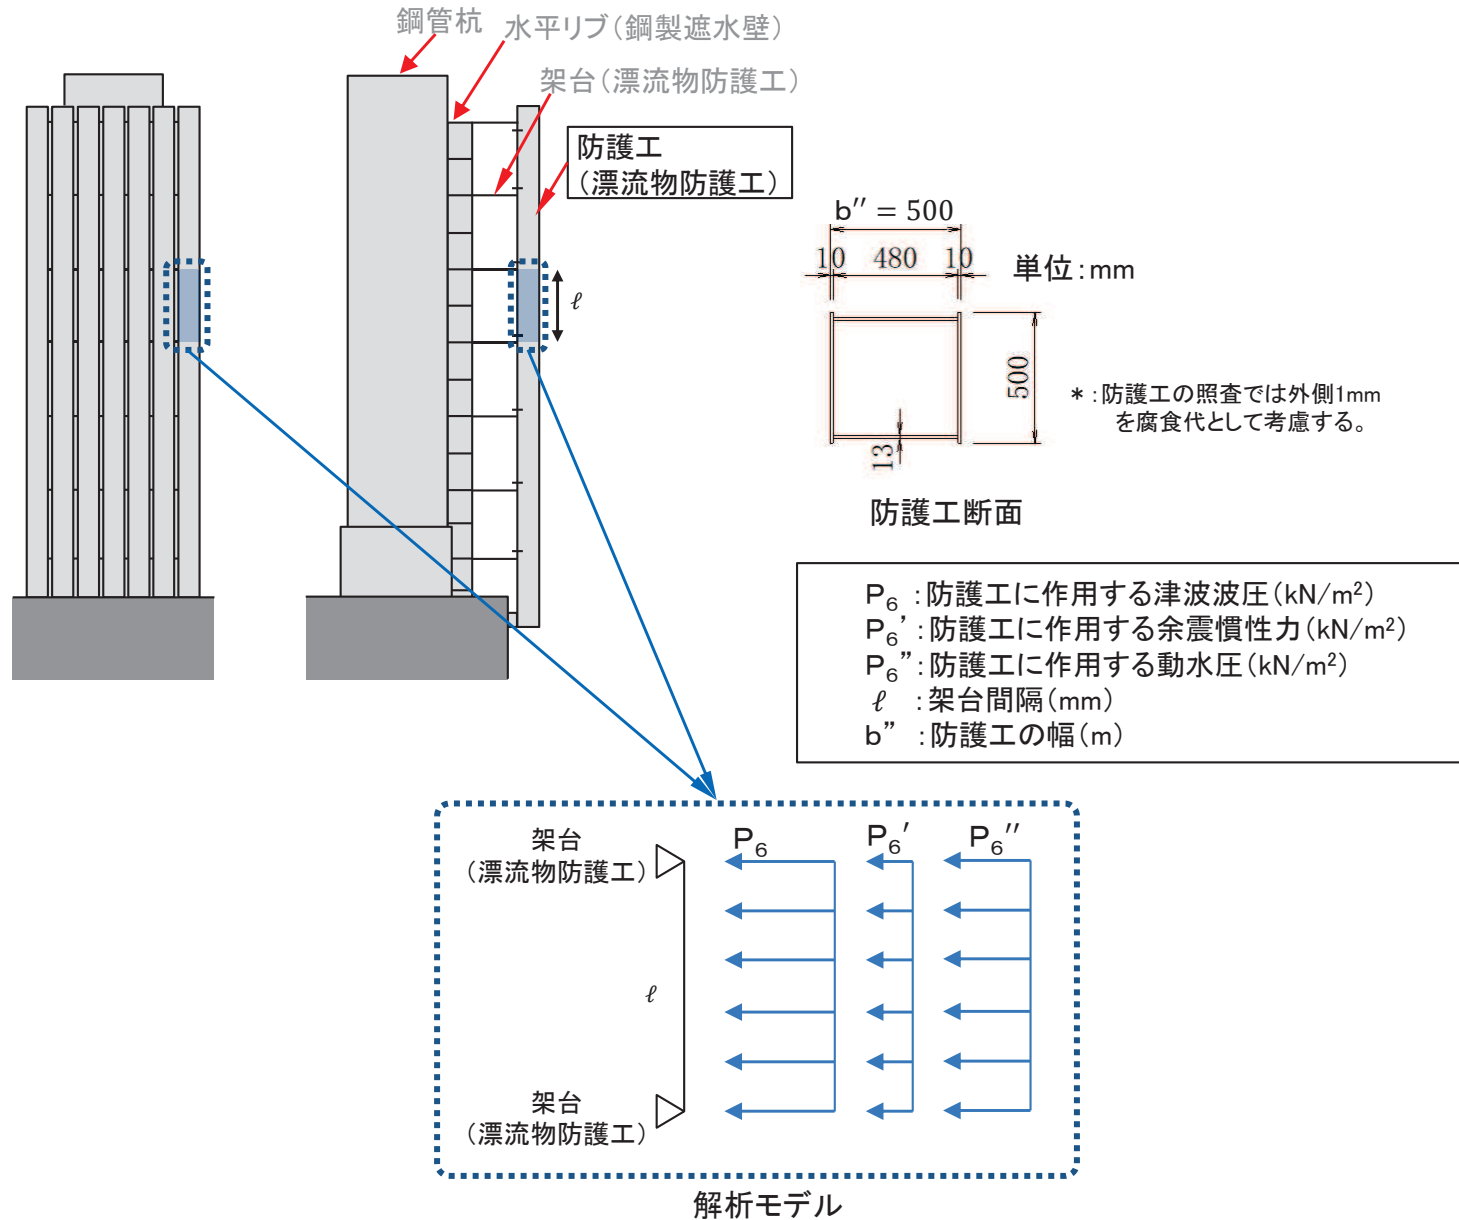 鋼管杭
水平リブ（鋼製遮水壁）
架台（漂流物防護工）
防護工
（漂流物防護工）
ℓ
b″ = 500
10 480 10
単位：mm
500
13
＊：防護工の照査では外側1mm
を腐食代として考慮する。
防護工断面
P₆ ：防護工に作用する津波波圧（kN/m²）
P₆’：防護工に作用する余震慣性力（kN/m²）
P₆”：防護工に作用する動水圧（kN/m²）
ℓ ：架台間隔（mm）
b” ：防護工の幅（m）
架台
（漂流物防護工）
P₆ P₆′ P₆″
ℓ
架台
（漂流物防護工）
解析モデル